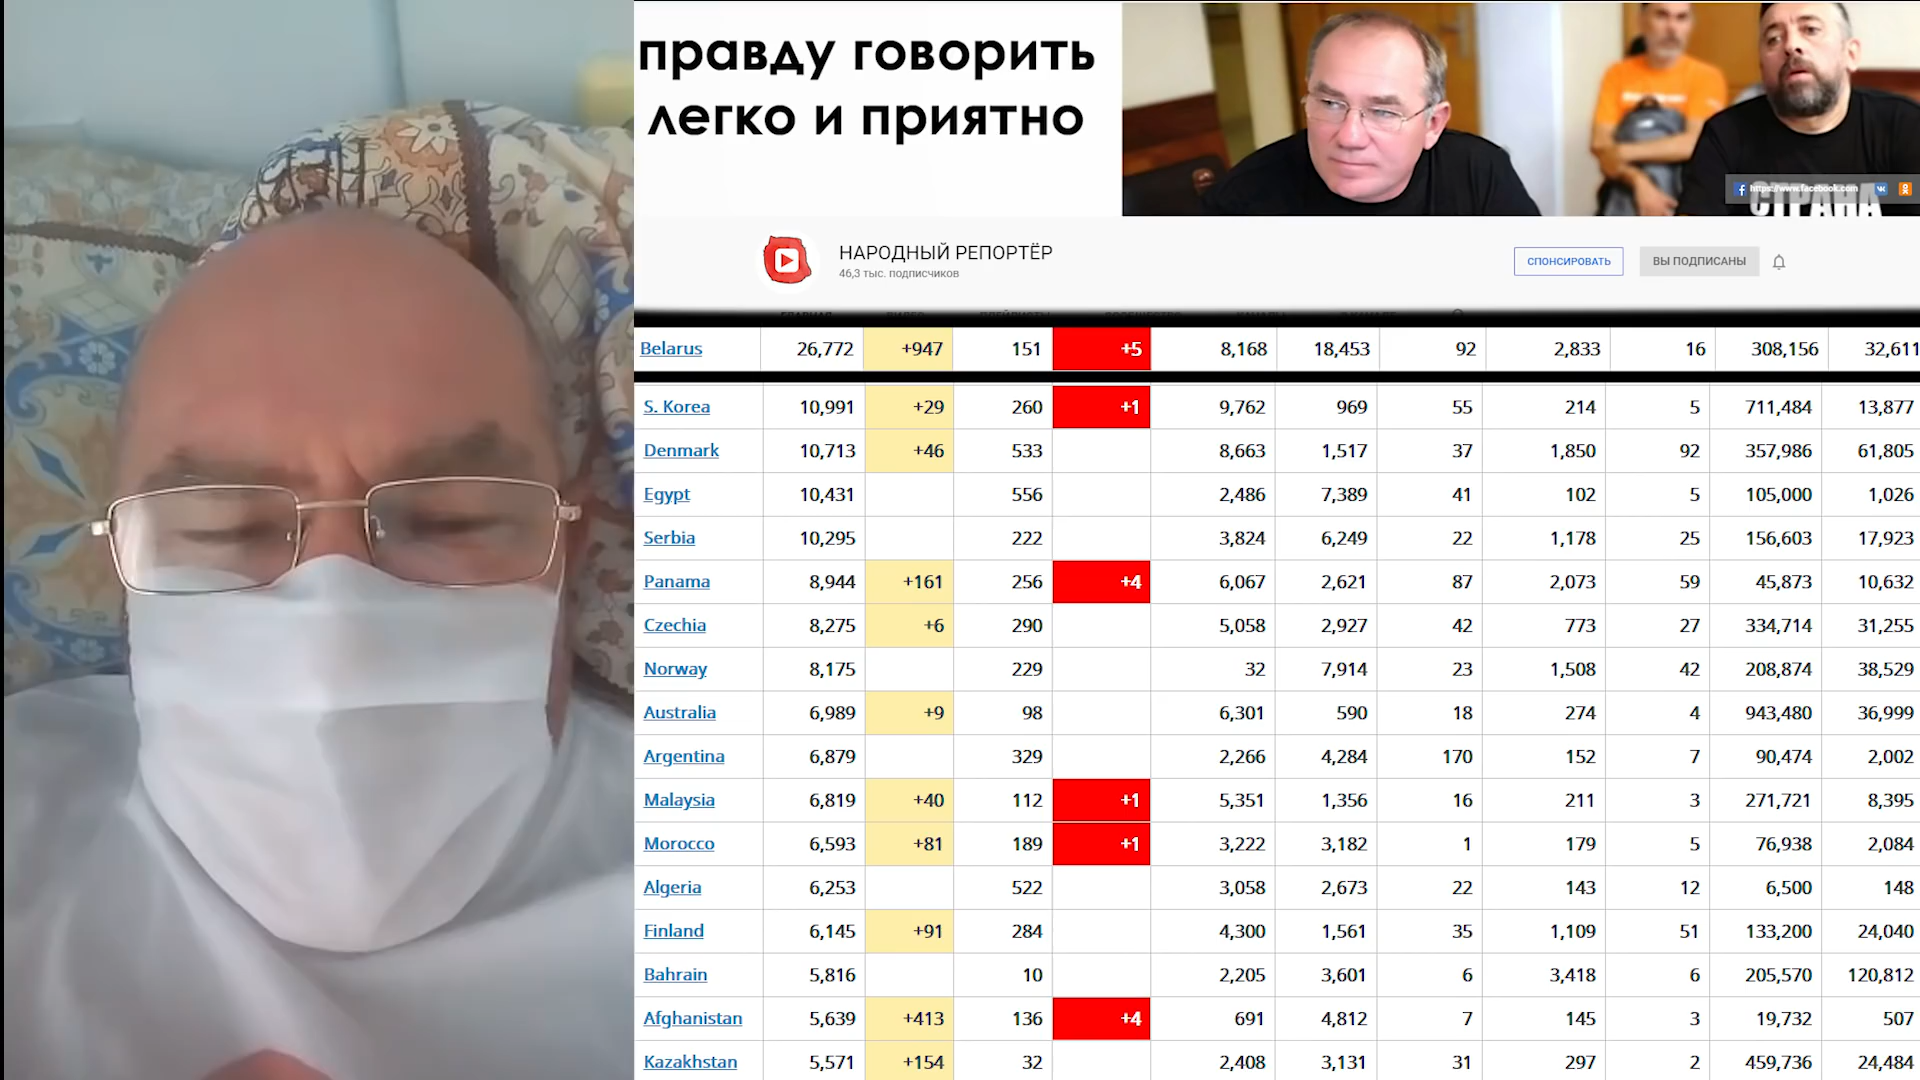 правду говорить
легко и приятно
https://www.facebook.com
СТРАНА
НАРОДНЫЙ РЕПОРТЁР
46,3 тыс. подписчиков
СПОНСИРОВАТЬ
ВЫ ПОДПИСАНЫ
Belarus 26,772 +947 151 +5 8,168 18,453 92 2,833 16 308,156 32,611
S. Korea 10,991 +29 260 +1 9,762 969 55 214 5 711,484 13,877
Denmark 10,713 +46 533 8,663 1,517 37 1,850 92 357,986 61,805
Egypt 10,431 556 2,486 7,389 41 102 5 105,000 1,026
Serbia 10,295 222 3,824 6,249 22 1,178 25 156,603 17,923
Panama 8,944 +161 256 +4 6,067 2,621 87 2,073 59 45,873 10,632
Czechia 8,275 +6 290 5,058 2,927 42 773 27 334,714 31,255
Norway 8,175 229 32 7,914 23 1,508 42 208,874 38,529
Australia 6,989 +9 98 6,301 590 18 274 4 943,480 36,999
Argentina 6,879 329 2,266 4,284 170 152 7 90,474 2,002
Malaysia 6,819 +40 112 +1 5,351 1,356 16 211 3 271,721 8,395
Morocco 6,593 +81 189 +1 3,222 3,182 1 179 5 76,938 2,084
Algeria 6,253 522 3,058 2,673 22 143 12 6,500 148
Finland 6,145 +91 284 4,300 1,561 35 1,109 51 133,200 24,040
Bahrain 5,816 10 2,205 3,601 6 3,418 6 205,570 120,812
Afghanistan 5,639 +413 136 +4 691 4,812 7 145 3 19,732 507
Kazakhstan 5,571 +154 32 2,408 3,131 31 297 2 459,736 24,484